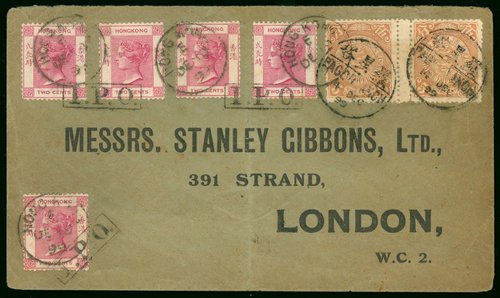 HONGKONG HONGKONG HONGKONG HONGKONG
TWO CENTS TWO CENTS TWO CENTS TWO CENTS
I.P.O. I.P.O.
MESSRS. STANLEY GIBBONS, LTD.,
391 STRAND,
LONDON,
W.C. 2.
HONGKONG
TWO CENTS
I.P.O.